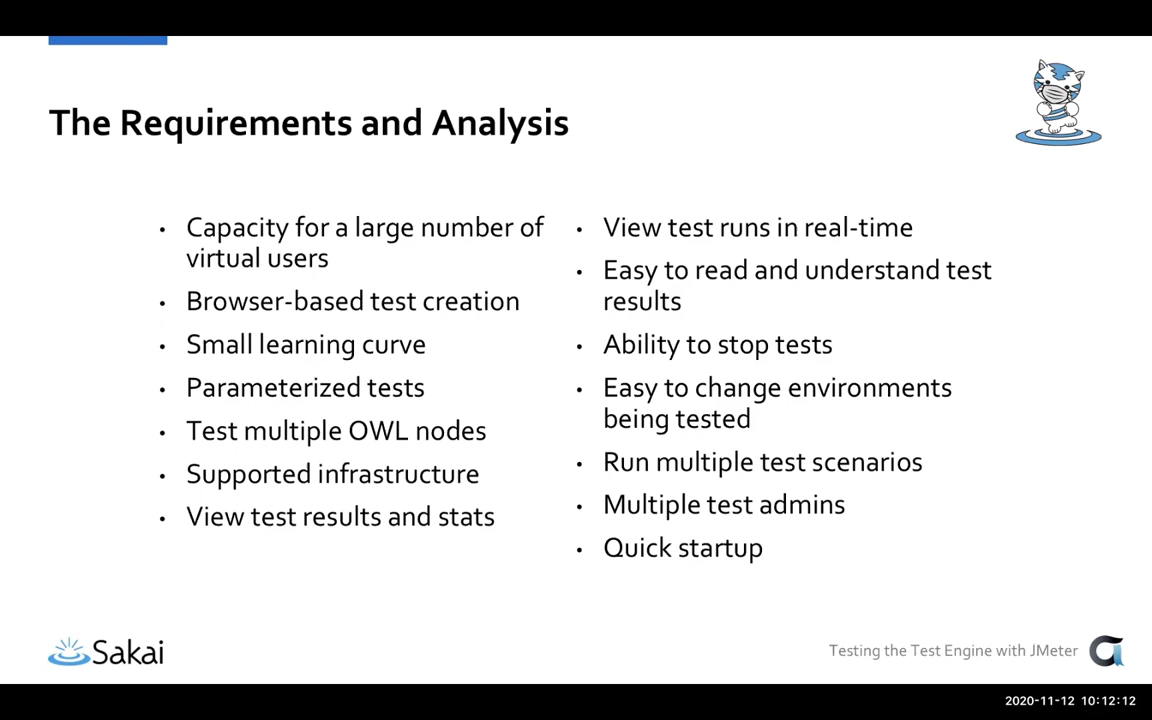 The Requirements and Analysis
• Capacity for a large number of
virtual users
• Browser-based test creation
• Small learning curve
• Parameterized tests
• Test multiple OWL nodes
• Supported infrastructure
• View test results and stats
• View test runs in real-time
• Easy to read and understand test
results
• Ability to stop tests
• Easy to change environments
being tested
• Run multiple test scenarios
• Multiple test admins
• Quick startup
Sakai
Testing the Test Engine with JMeter
2020-11-12 10:12:12